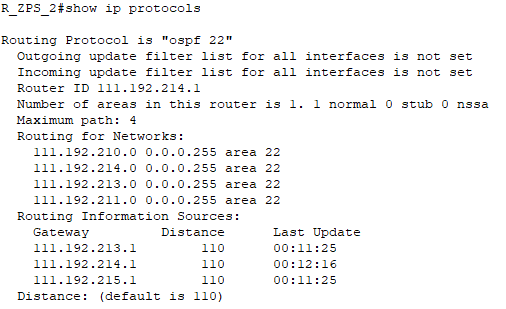 R_ZPS_2#show ip protocols
Routing Protocol is "ospf 22"
Outgoing update filter list for all interfaces is not set
Incoming update filter list for all interfaces is not set
Router ID 111.192.214.1
Number of areas in this router is 1. 1 normal 0 stub 0 nssa
Maximum path: 4
Routing for Networks:
111.192.210.0 0.0.0.255 area 22
111.192.214.0 0.0.0.255 area 22
111.192.213.0 0.0.0.255 area 22
111.192.211.0 0.0.0.255 area 22
Routing Information Sources:
Gateway Distance Last Update
111.192.213.1 110 00:11:25
111.192.214.1 110 00:12:16
111.192.215.1 110 00:11:25
Distance: (default is 110)